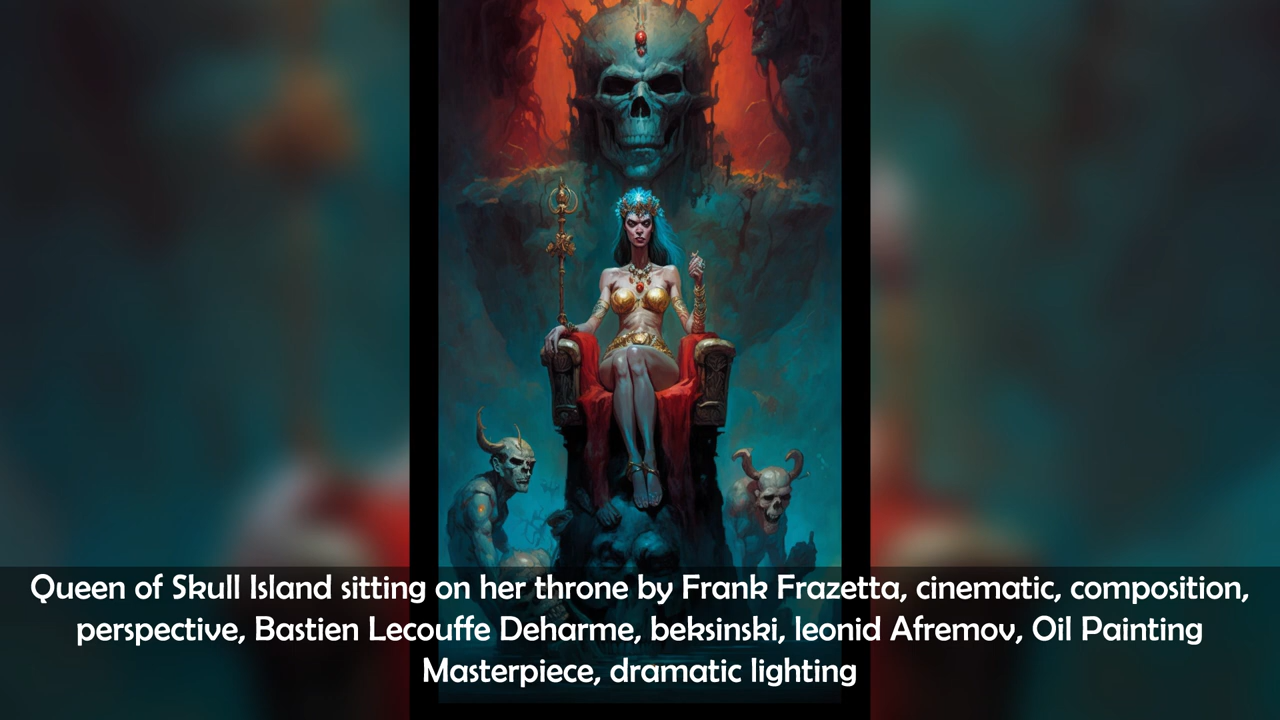 Queen of Skull Island sitting on her throne by Frank Frazetta, cinematic, composition,
perspective, Bastien Lecouffe Deharme, beksinski, leonid Afremov, Oil Painting
Masterpiece, dramatic lighting